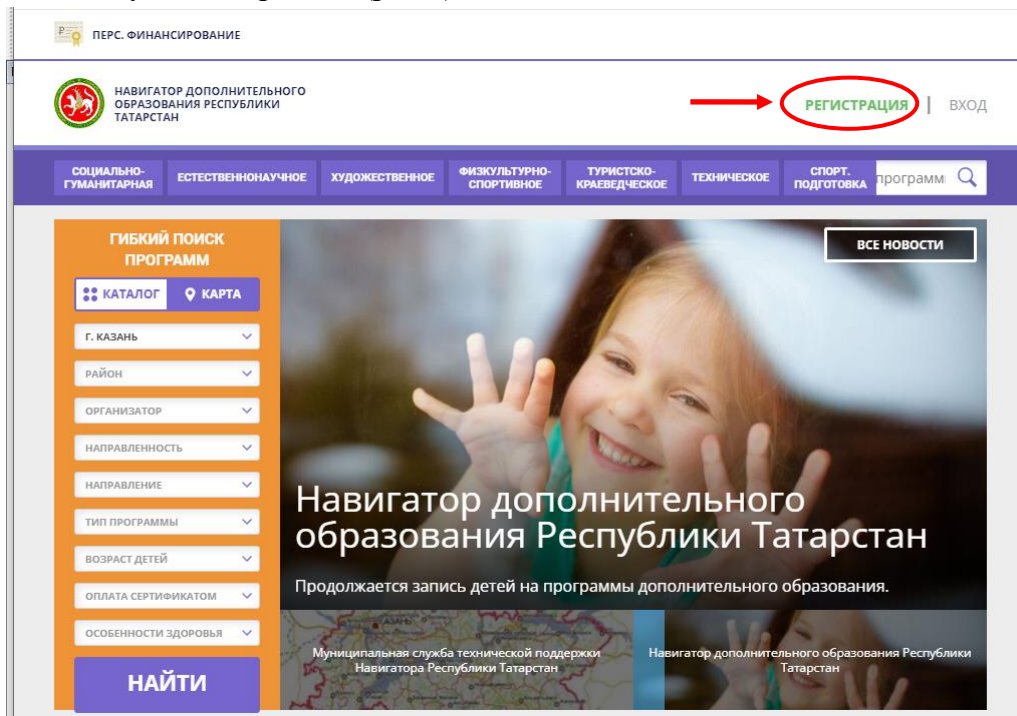 ПЕРС. ФИНАНСИРОВАНИЕ
НАВИГАТОР ДОПОЛНИТЕЛЬНОГО
ОБРАЗОВАНИЯ РЕСПУБЛИКИ
ТАТАРСТАН
РЕГИСТРАЦИЯ | ВХОД
СОЦИАЛЬНО-
ГУМАНИТАРНАЯ
ЕСТЕСТВЕННОНАУЧНОЕ
ХУДОЖЕСТВЕННОЕ
ФИЗКУЛЬТУРНО-
СПОРТИВНОЕ
ТУРИСТСКО-
КРАЕВЕДЧЕСКОЕ
ТЕХНИЧЕСКОЕ
СПОРТ.
ПОДГОТОВКА
программ
ГИБКИЙ ПОИСК
ПРОГРАММ
КАТАЛОГ
КАРТА
Г. КАЗАНЬ
РАЙОН
ОРГАНИЗАТОР
НАПРАВЛЕННОСТЬ
НАПРАВЛЕНИЕ
ТИП ПРОГРАММЫ
ВОЗРАСТ ДЕТЕЙ
ОПЛАТА СЕРТИФИКАТОМ
ОСОБЕННОСТИ ЗДОРОВЬЯ
НАЙТИ
ВСЕ НОВОСТИ
Навигатор дополнительного
образования Республики Татарстан
Продолжается запись детей на программы дополнительного образования.
Муниципальная служба технической поддержки
Навигатора Республики Татарстан
Навигатор дополнительного образования Республики
Татарстан